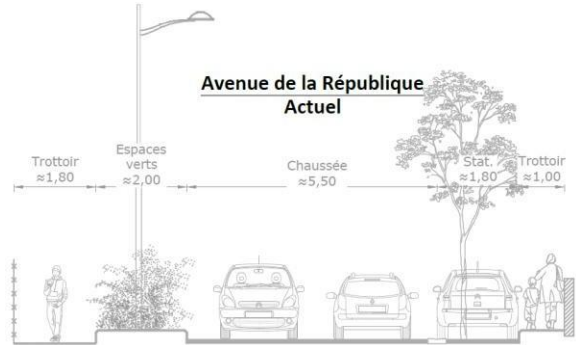 Avenue de la République
Actuel
Trottoir
≈1,80
Espaces
verts
≈2,00
Chaussée
≈5,50
Stat.
≈1,80
Trottoir
≈1,00